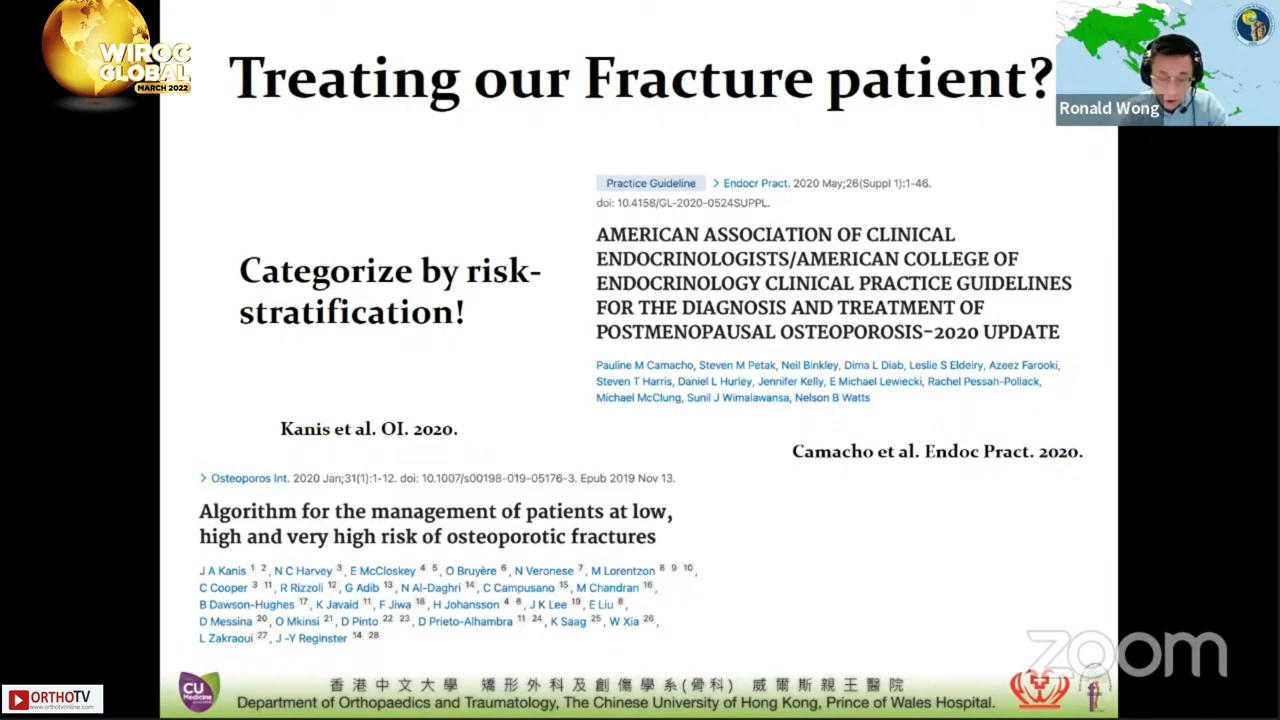 WIROC
GLOBAL
MARCH 2022
Treating our Fracture patient?
Ronald Wong
Practice Guideline > Endocr Pract. 2020 May;26(Suppl 1):1-46.
doi: 10.4158/GL-2020-0524SUPPL.
AMERICAN ASSOCIATION OF CLINICAL
ENDOCRINOLOGISTS/AMERICAN COLLEGE OF
ENDOCRINOLOGY CLINICAL PRACTICE GUIDELINES
FOR THE DIAGNOSIS AND TREATMENT OF
POSTMENOPAUSAL OSTEOPOROSIS-2020 UPDATE
Pauline M Camacho, Steven M Petak, Neil Binkley, Dima L Diab, Leslie S Eldeiry, Azeez Farooki,
Steven T Harris, Daniel L Hurley, Jennifer Kelly, E Michael Lewiecki, Rachel Pessah-Pollack,
Michael McClung, Sunil J Wimalawansa, Nelson B Watts
Categorize by risk-
stratification!
Kanis et al. OI. 2020.
Camacho et al. Endoc Pract. 2020.
> Osteoporos Int. 2020 Jan;31(1):1-12. doi: 10.1007/s00198-019-05176-3. Epub 2019 Nov 13.
Algorithm for the management of patients at low,
high and very high risk of osteoporotic fractures
J A Kanis 1 2, N C Harvey 3, E McCloskey 4 5, O Bruyère 6, N Veronese 7, M Lorentzon 8 9 10,
C Cooper 3 11, R Rizzoli 12, G Adib 13, N Al-Daghri 14, C Campusano 15, M Chandran 16,
B Dawson-Hughes 17, K Javaid 11, F Jiwa 18, H Johansson 4 8, J K Lee 19, E Liu 8,
D Messina 20, O Mkinsi 21, D Pinto 22 23, D Prieto-Alhambra 11 24, K Saag 25, W Xia 26,
L Zakraoui 27, J -Y Reginster 14 28
zoom
CU
Medicine
香港中文大學 矯形外科及創傷學系(骨科) 威爾斯親王醫院
Department of Orthopaedics and Traumatology, The Chinese University of Hong Kong, Prince of Wales Hospital.
ORTHOTV
www.orthotvonline.com